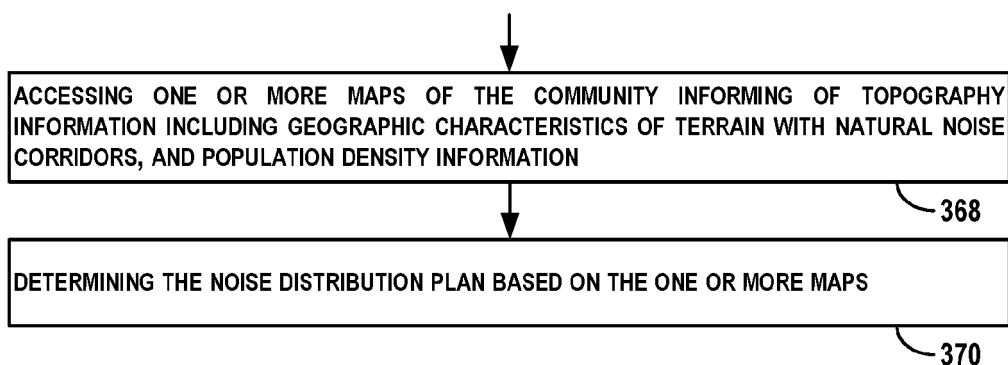 ACCESSING ONE OR MORE MAPS OF THE COMMUNITY INFORMING OF TOPOGRAPHY
INFORMATION INCLUDING GEOGRAPHIC CHARACTERISTICS OF TERRAIN WITH NATURAL NOISE
CORRIDORS, AND POPULATION DENSITY INFORMATION
368
DETERMINING THE NOISE DISTRIBUTION PLAN BASED ON THE ONE OR MORE MAPS
370